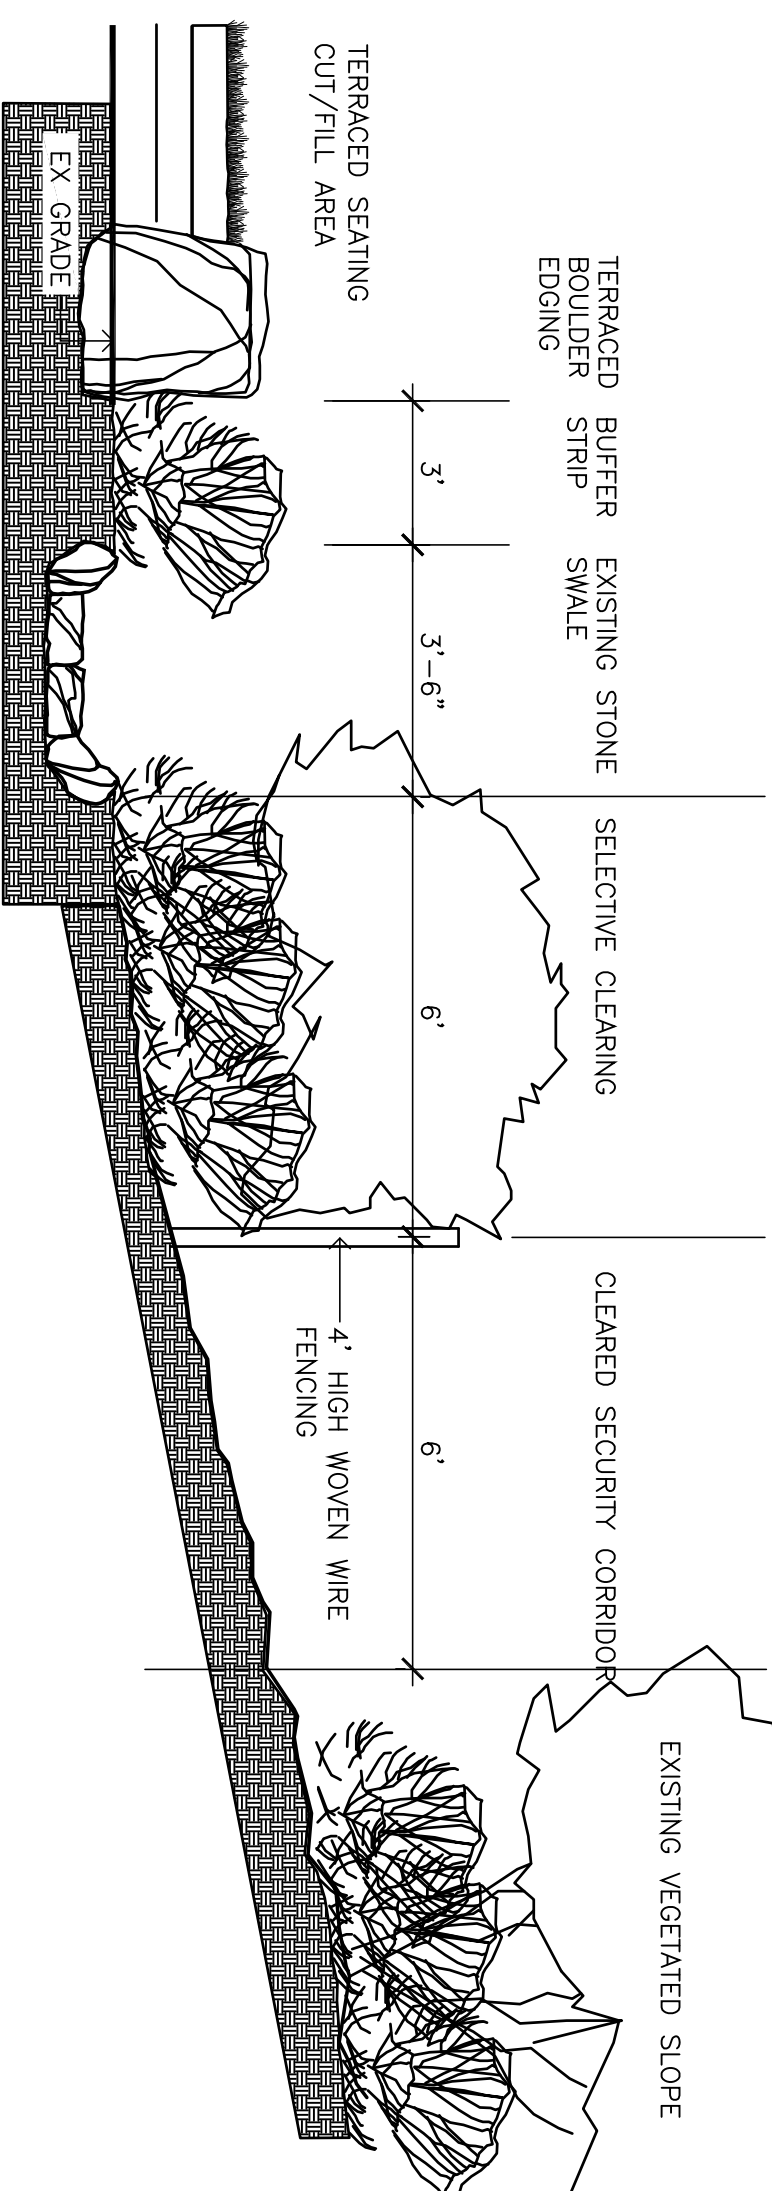 TERRACED SEATING
CUT/FILL AREA
EX GRADE
TERRACED
BOULDER
EDGING
BUFFER
STRIP
EXISTING STONE
SWALE
SELECTIVE CLEARING
CLEARED SECURITY CORRIDOR
EXISTING VEGETATED SLOPE
3'
3'-6"
6'
6'
4' HIGH WOVEN WIRE
FENCING